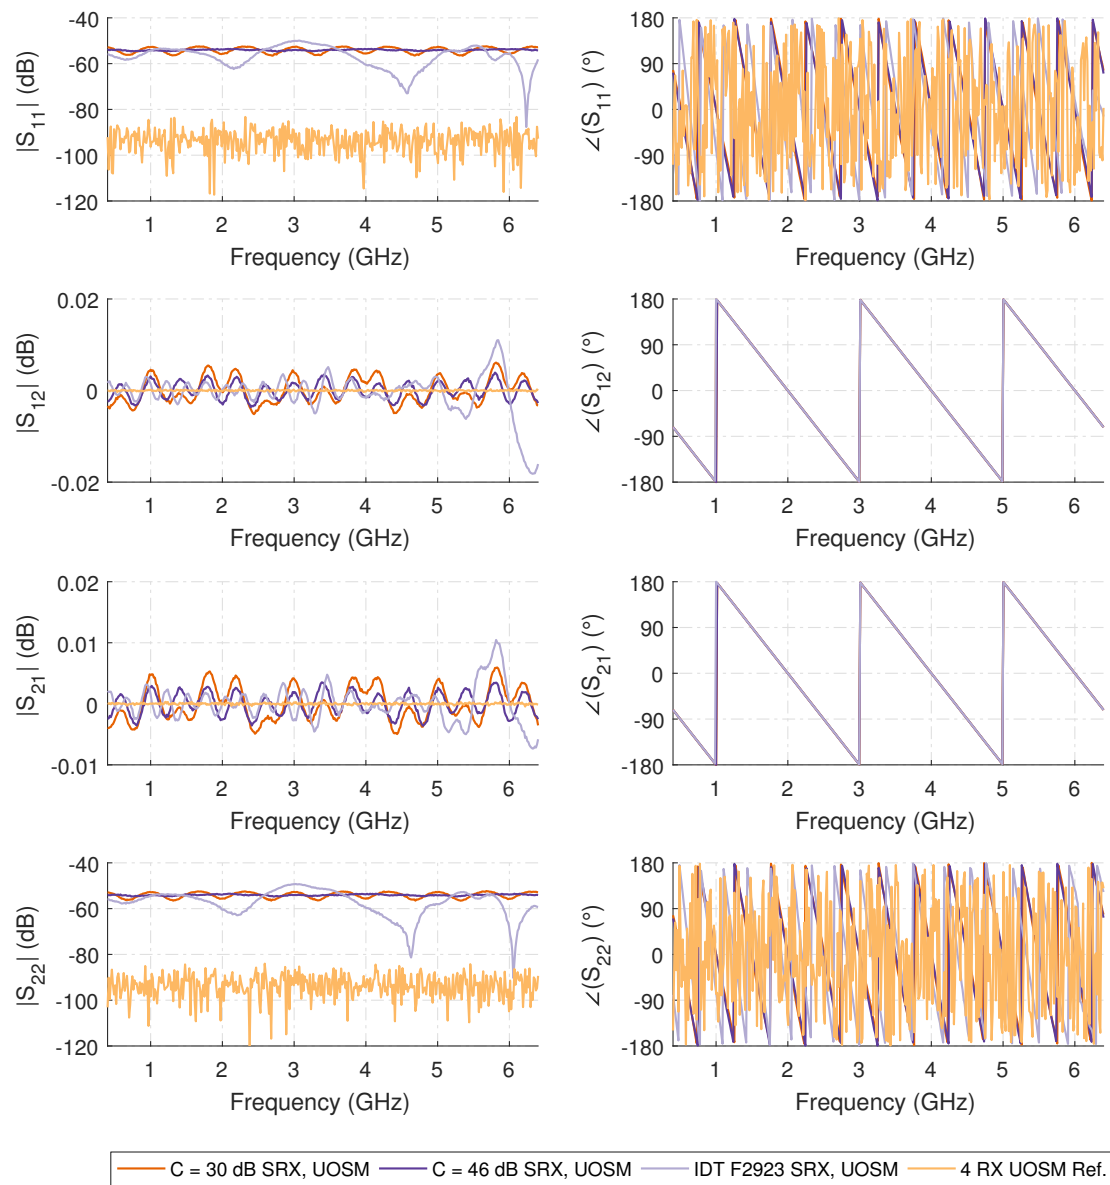 -40
-60
-80
-100
-120
|S11| (dB)
1 2 3 4 5 6
Frequency (GHz)
180
90
0
-90
-180
∠(S11) (°)
1 2 3 4 5 6
Frequency (GHz)
0.02
0
-0.02
|S12| (dB)
1 2 3 4 5 6
Frequency (GHz)
180
90
0
-90
-180
∠(S12) (°)
1 2 3 4 5 6
Frequency (GHz)
0.02
0.01
0
-0.01
|S21| (dB)
1 2 3 4 5 6
Frequency (GHz)
180
90
0
-90
-180
∠(S21) (°)
1 2 3 4 5 6
Frequency (GHz)
-40
-60
-80
-100
-120
|S22| (dB)
1 2 3 4 5 6
Frequency (GHz)
180
90
0
-90
-180
∠(S22) (°)
1 2 3 4 5 6
Frequency (GHz)
C = 30 dB SRX, UOSM C = 46 dB SRX, UOSM IDT F2923 SRX, UOSM 4 RX UOSM Ref.